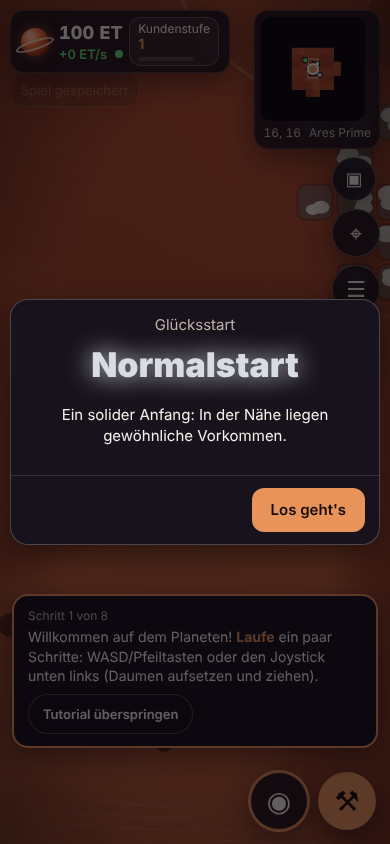 100 ET
+0 ET/s
Kundenstufe
1
Spiel gespeichert
16, 16 Ares Prime
Glücksstart
Normalstart
Ein solider Anfang: In der Nähe liegen
gewöhnliche Vorkommen.
Los geht's
Schritt 1 von 8
Willkommen auf dem Planeten! Laufe ein paar
Schritte: WASD/Pfeiltasten oder den Joystick
unten links (Daumen aufsetzen und ziehen).
Tutorial überspringen